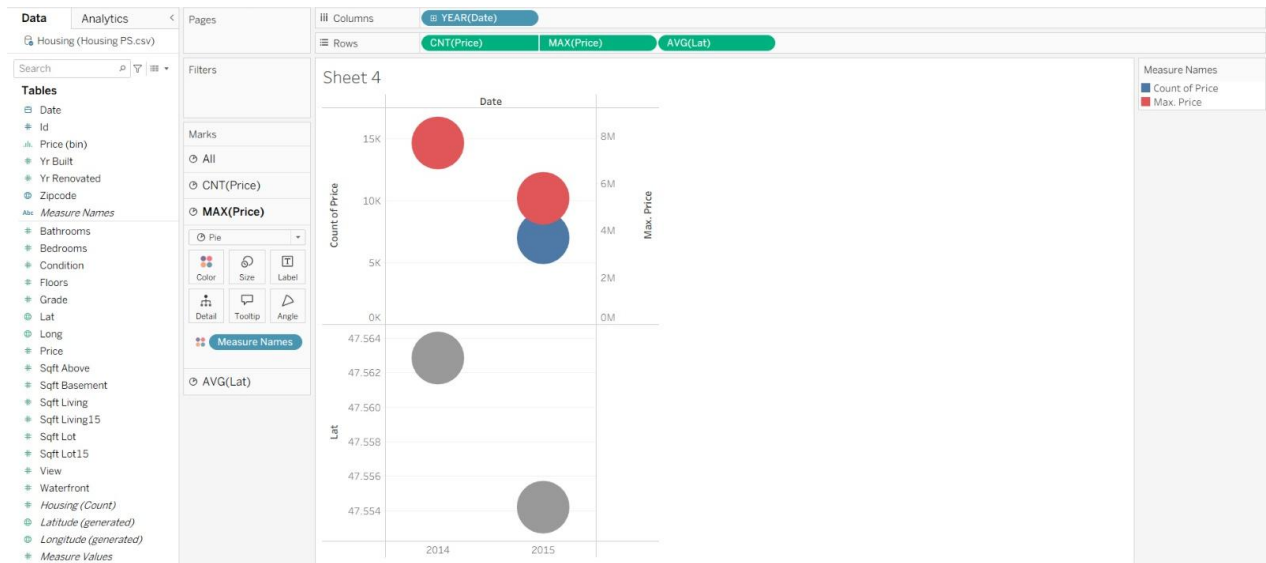 Data Analytics <
Housing (Housing PS.csv)
Search
Tables
Date
Id
Price (bin)
Yr Built
Yr Renovated
Zipcode
Abc Measure Names
Bathrooms
Bedrooms
Condition
Floors
Grade
Lat
Long
Price
Sqft Above
Sqft Basement
Sqft Living
Sqft Living15
Sqft Lot
Sqft Lot15
View
Waterfront
Housing (Count)
Latitude (generated)
Longitude (generated)
Measure Values
Pages
Filters
Marks
All
CNT(Price)
MAX(Price)
Pie
Color Size Label
Detail Tooltip Angle
Measure Names
AVG(Lat)
Columns YEAR(Date)
Rows CNT(Price) MAX(Price) AVG(Lat)
Sheet 4
Date
Count of Price
15K
10K
5K
0K
8M
6M
4M
2M
0M
Max. Price
Lat
47.564
47.562
47.560
47.558
47.556
47.554
2014 2015
Measure Names
Count of Price
Max. Price